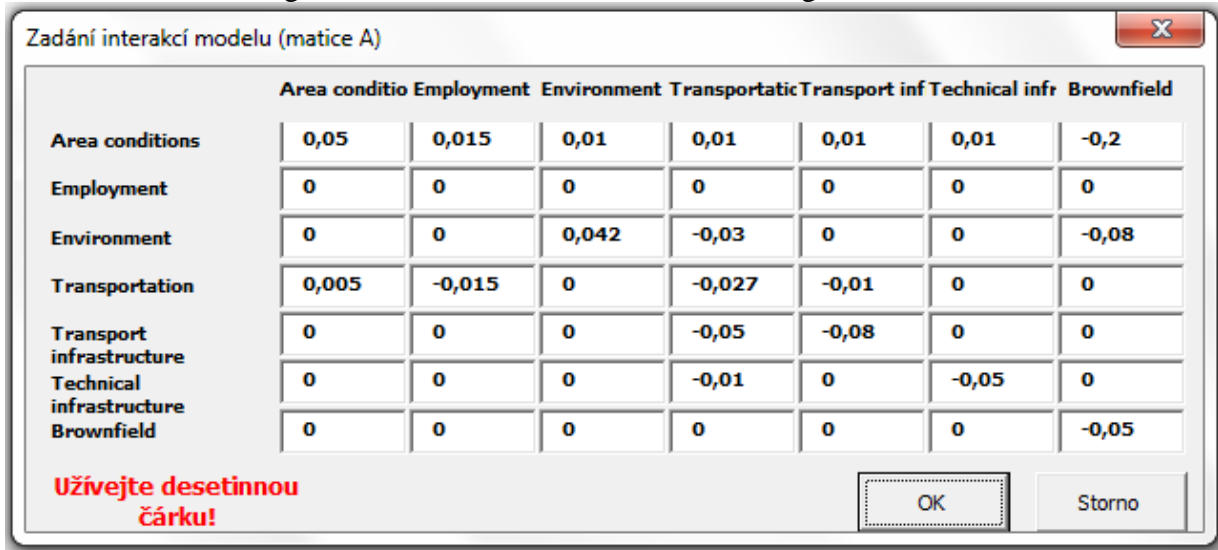 Zadání interakcí modelu (matice A)
Area conditio Employment Environment Transportatic Transport inf Technical infr Brownfield
Area conditions 0,05 0,015 0,01 0,01 0,01 0,01 -0,2
Employment 0 0 0 0 0 0 0
Environment 0 0 0,042 -0,03 0 0 -0,08
Transportation 0,005 -0,015 0 -0,027 -0,01 0 0
Transport 0 0 0 -0,05 -0,08 0 0
infrastructure
Technical 0 0 0 -0,01 0 -0,05 0
infrastructure
Brownfield 0 0 0 0 0 0 -0,05
Užívejte desetinnou
čárku!
OK Storno